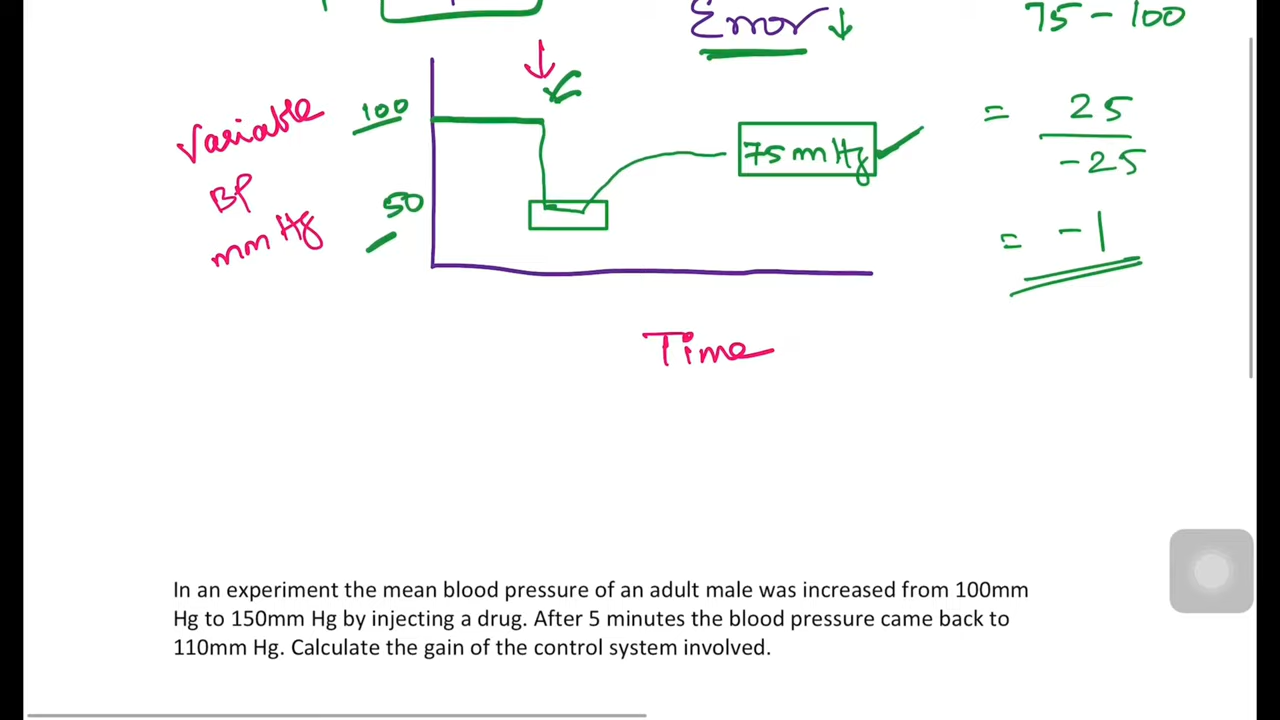 Error ↓
75 - 100
Variable
BP
mm Hg
100
50
75 mm Hg ✓
= 25
-25
= -1
Time
In an experiment the mean blood pressure of an adult male was increased from 100mm
Hg to 150mm Hg by injecting a drug. After 5 minutes the blood pressure came back to
110mm Hg. Calculate the gain of the control system involved.